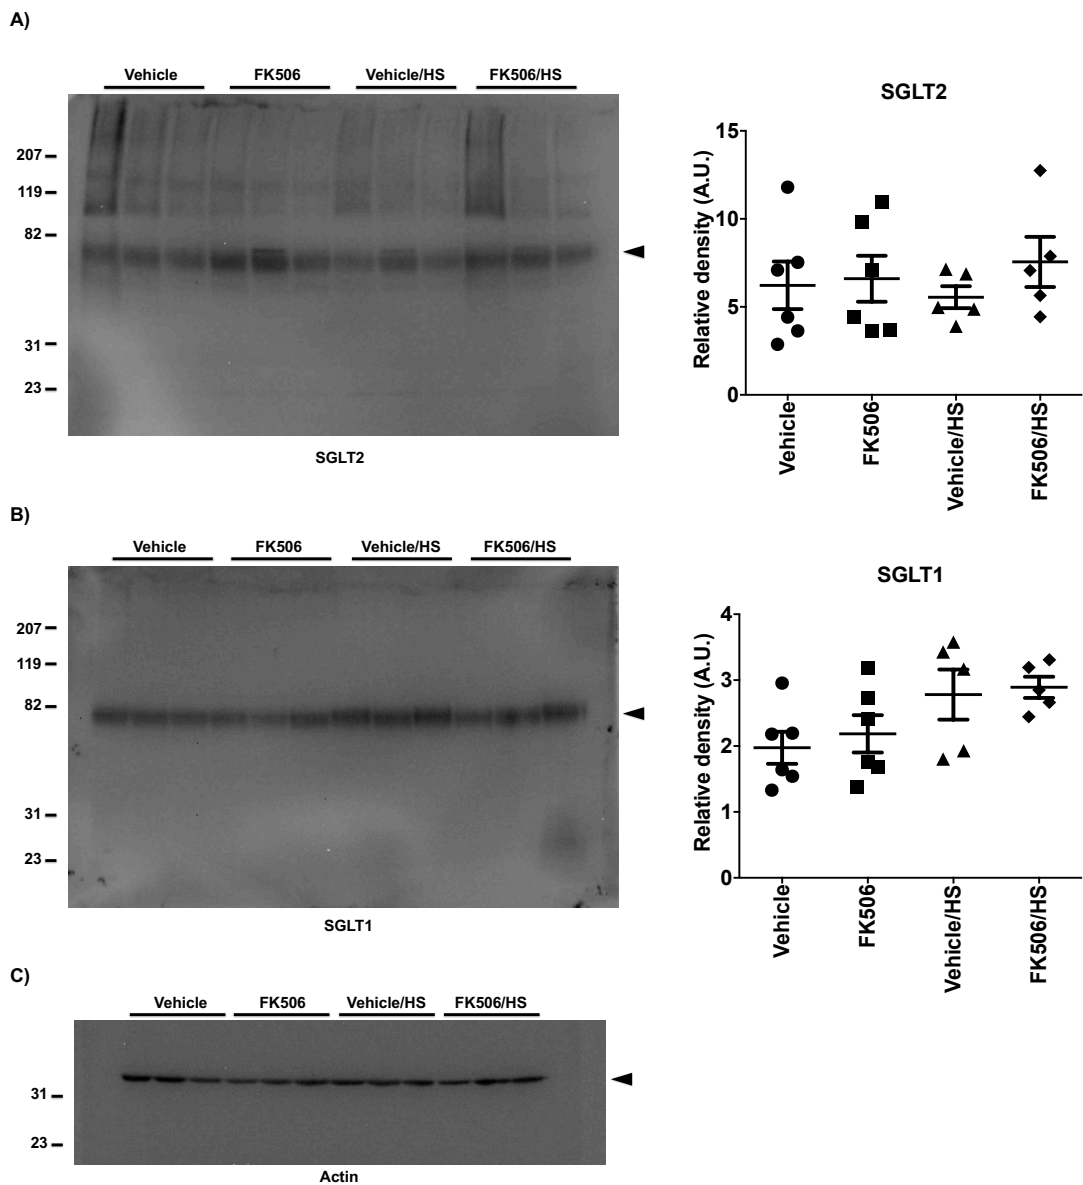 A)
Vehicle FK506 Vehicle/HS FK506/HS
207
119
82
31
23
SGLT2
SGLT2
Relative density (A.U.)
15
10
5
0
Vehicle
FK506
Vehicle/HS
FK506/HS
B)
Vehicle FK506 Vehicle/HS FK506/HS
207
119
82
31
23
SGLT1
SGLT1
Relative density (A.U.)
4
3
2
1
0
Vehicle
FK506
Vehicle/HS
FK506/HS
C)
Vehicle FK506 Vehicle/HS FK506/HS
31
23
Actin